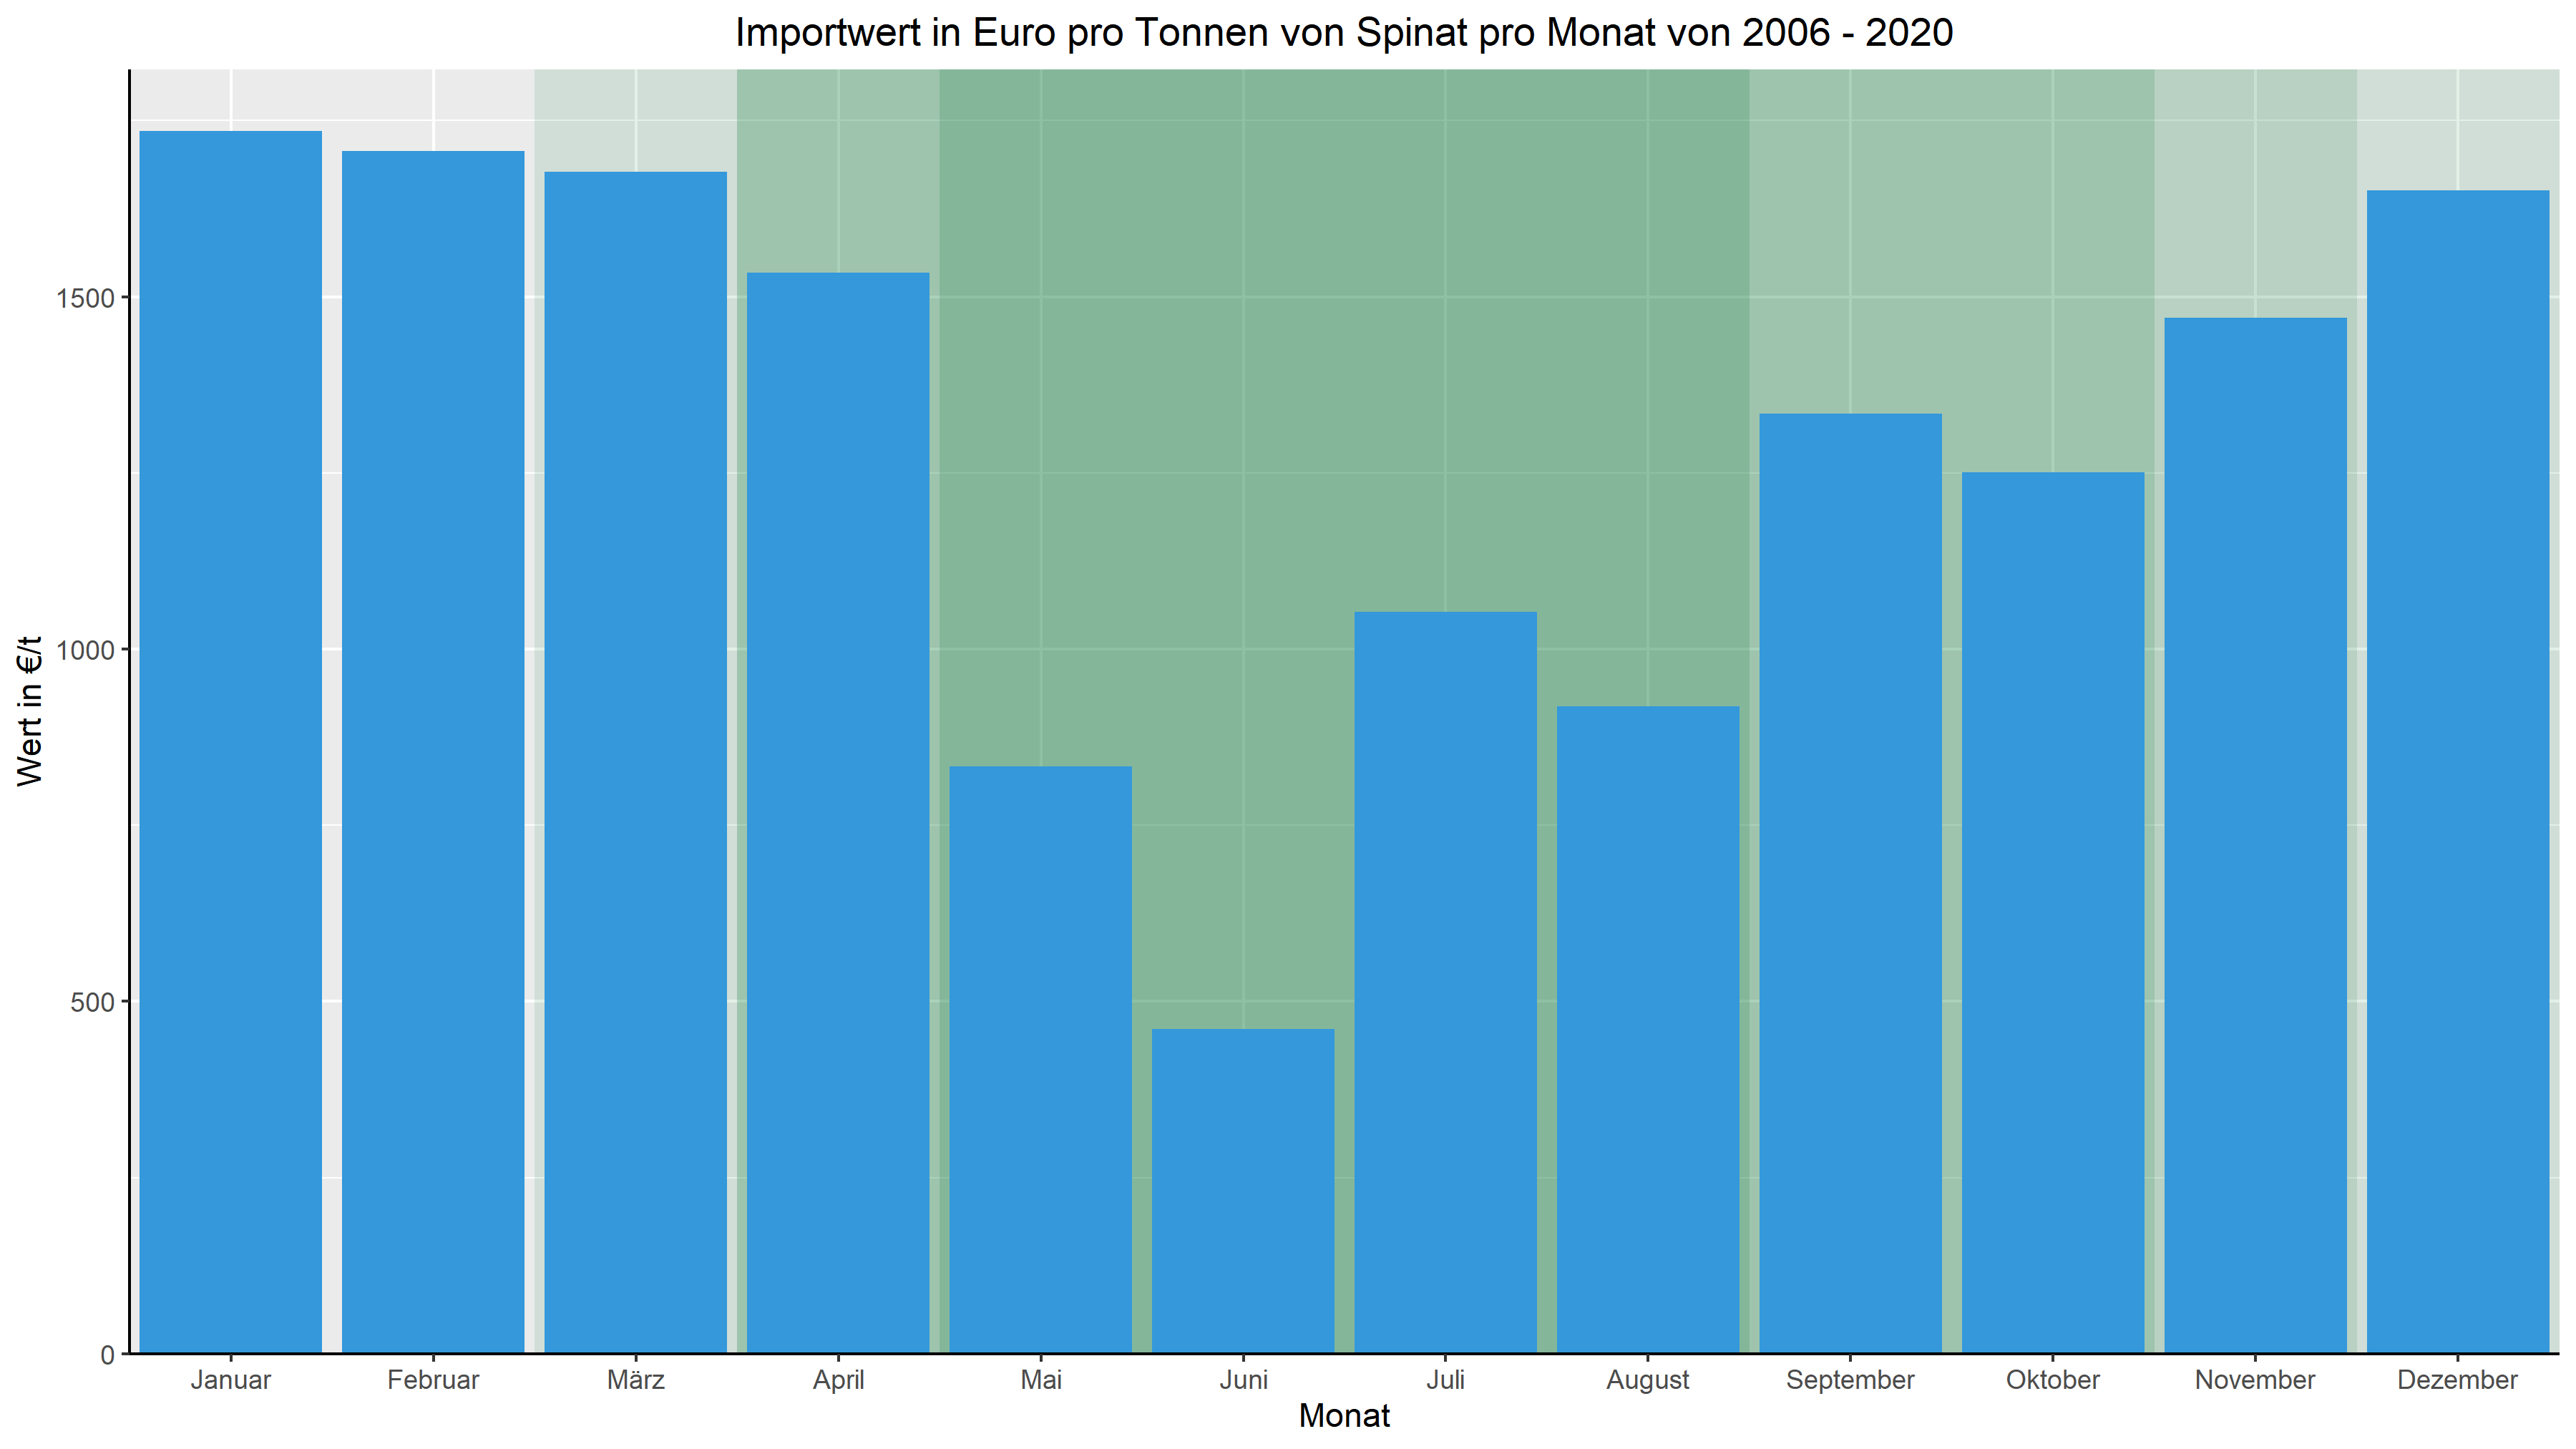 Importwert in Euro pro Tonnen von Spinat pro Monat von 2006 - 2020
Wert in €/t
1500
1000
500
0
Januar Februar März April Mai Juni Juli August September Oktober November Dezember
Monat